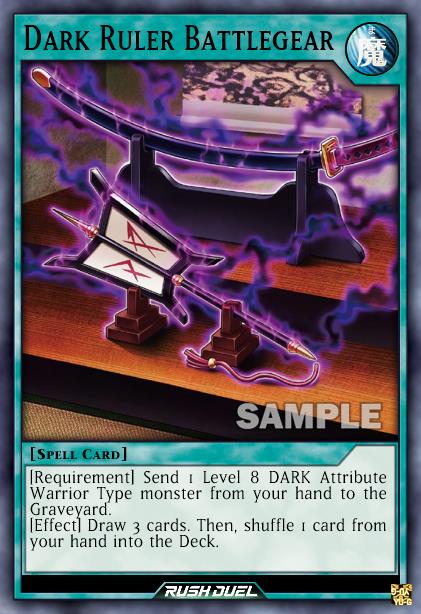 DARK RULER BATTLEGEAR
ま
魔
SAMPLE
[SPELL CARD]
[Requirement] Send 1 Level 8 DARK Attribute
Warrior Type monster from your hand to the
Graveyard.
[Effect] Draw 3 cards. Then, shuffle 1 card from
your hand into the Deck.
RUSH DUEL